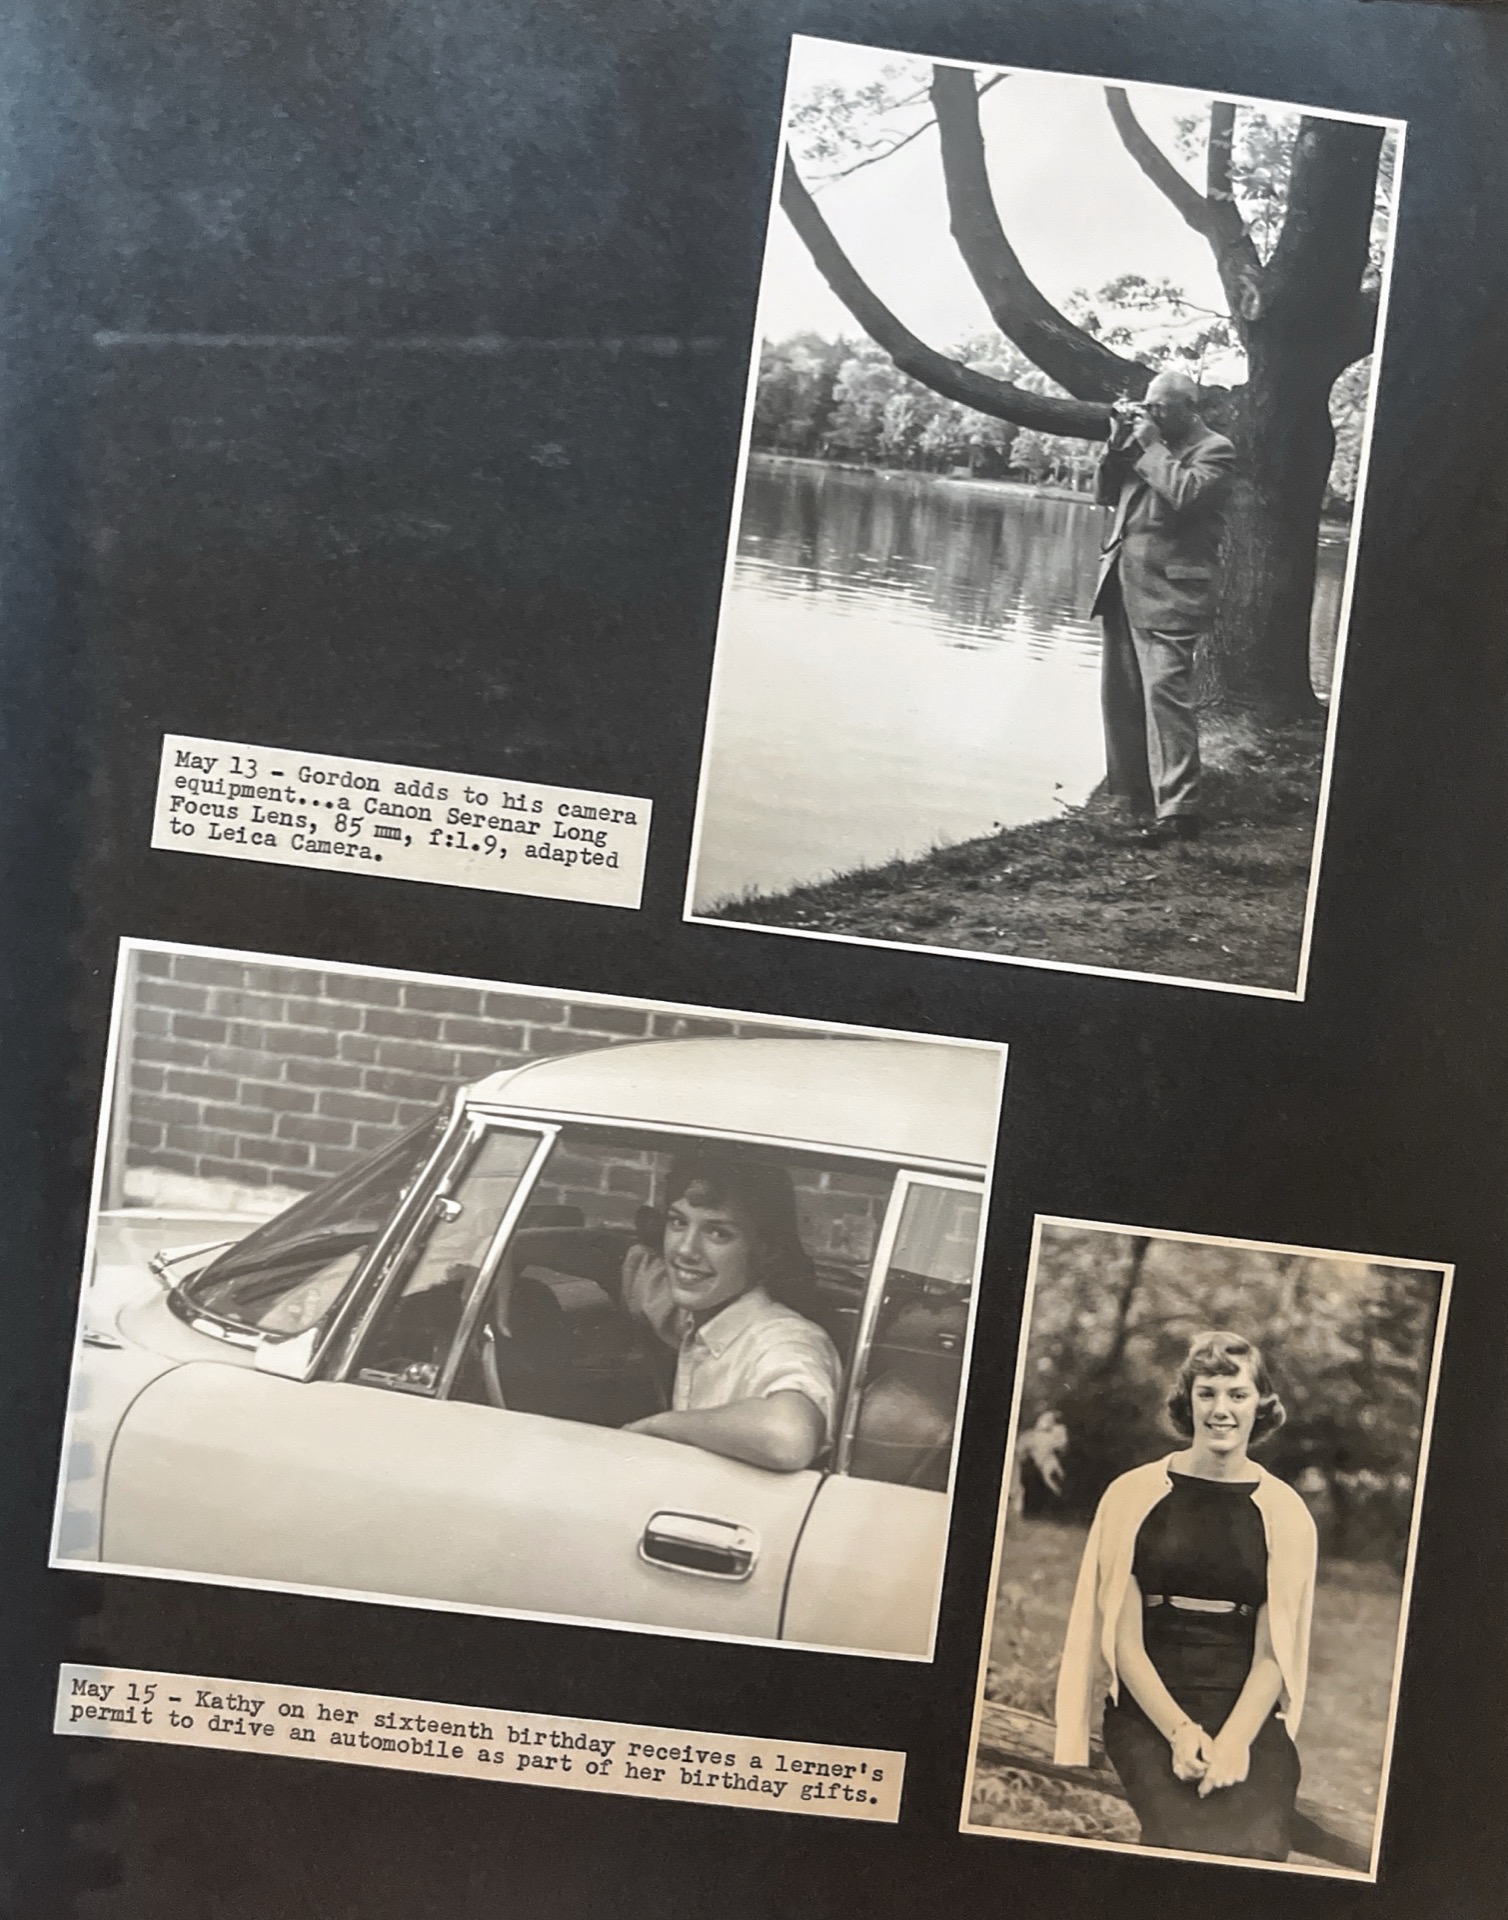 May 13 - Gordon adds to his camera
equipment...a Canon Serenar Long
Focus Lens, 85 mm, f:1.9, adapted
to Leica Camera.
May 15 - Kathy on her sixteenth birthday receives a lerner's
permit to drive an automobile as part of her birthday gifts.